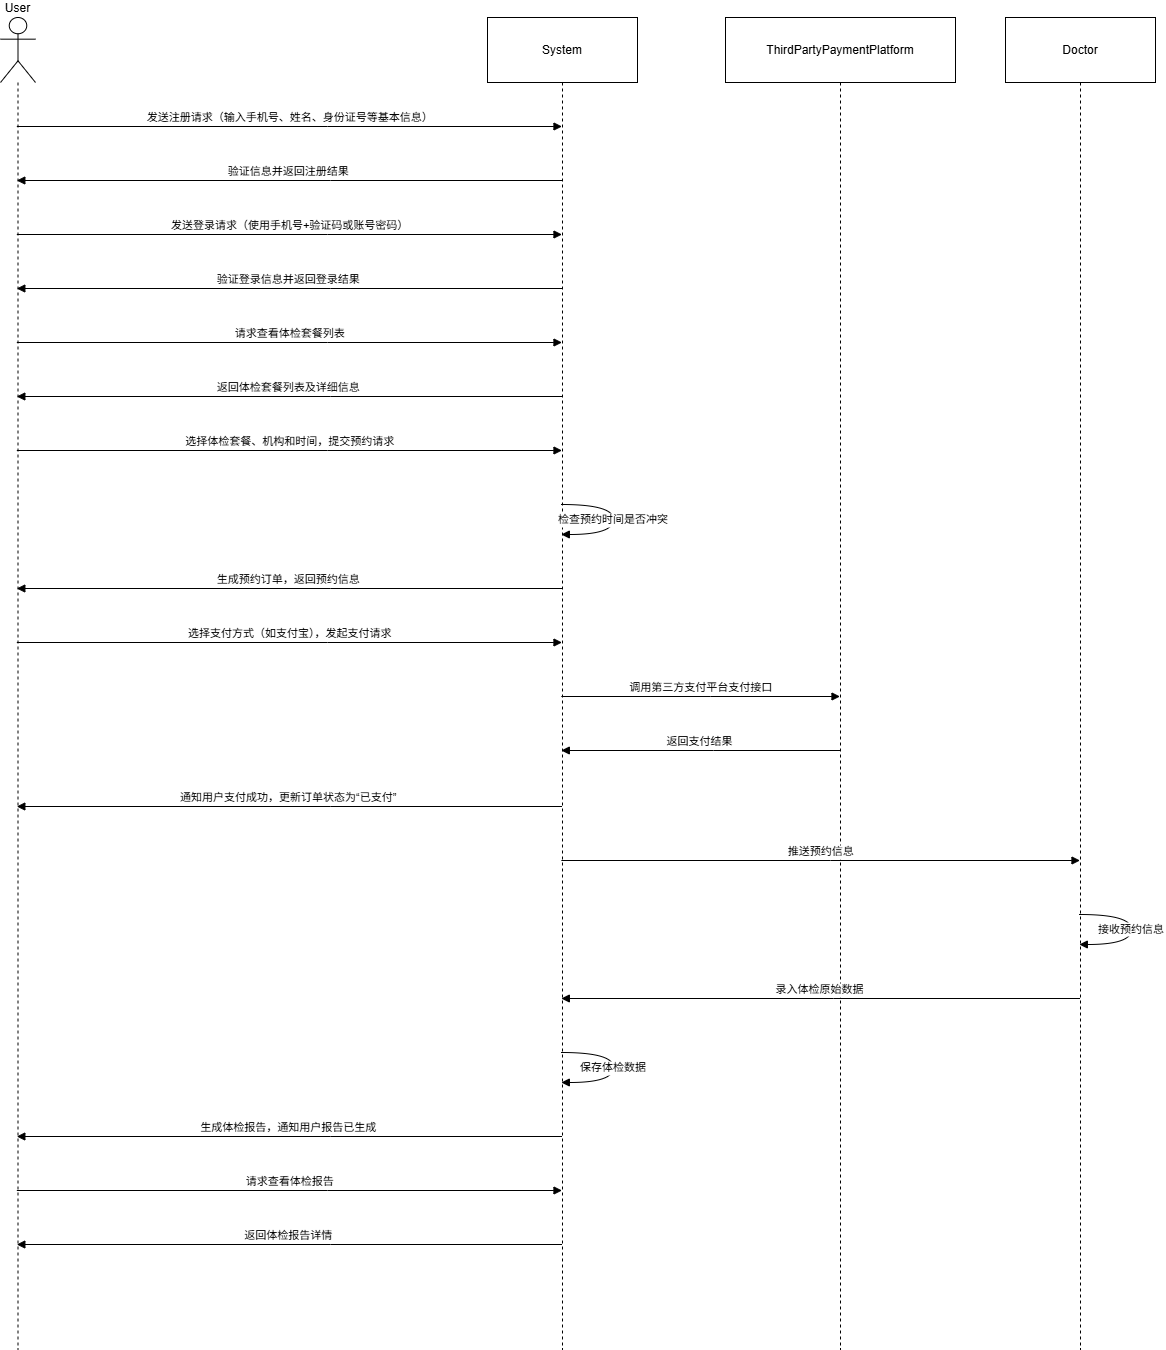 User
System
ThirdPartyPaymentPlatform
Doctor
发送注册请求（输入手机号、姓名、身份证号等基本信息）
验证信息并返回注册结果
发送登录请求（使用手机号+验证码或账号密码）
验证登录信息并返回登录结果
请求查看体检套餐列表
返回体检套餐列表及详细信息
选择体检套餐、机构和时间，提交预约请求
检查预约时间是否冲突
生成预约订单，返回预约信息
选择支付方式（如支付宝），发起支付请求
调用第三方支付平台支付接口
返回支付结果
通知用户支付成功，更新订单状态为“已支付”
推送预约信息
接收预约信息
录入体检原始数据
保存体检数据
生成体检报告，通知用户报告已生成
请求查看体检报告
返回体检报告详情